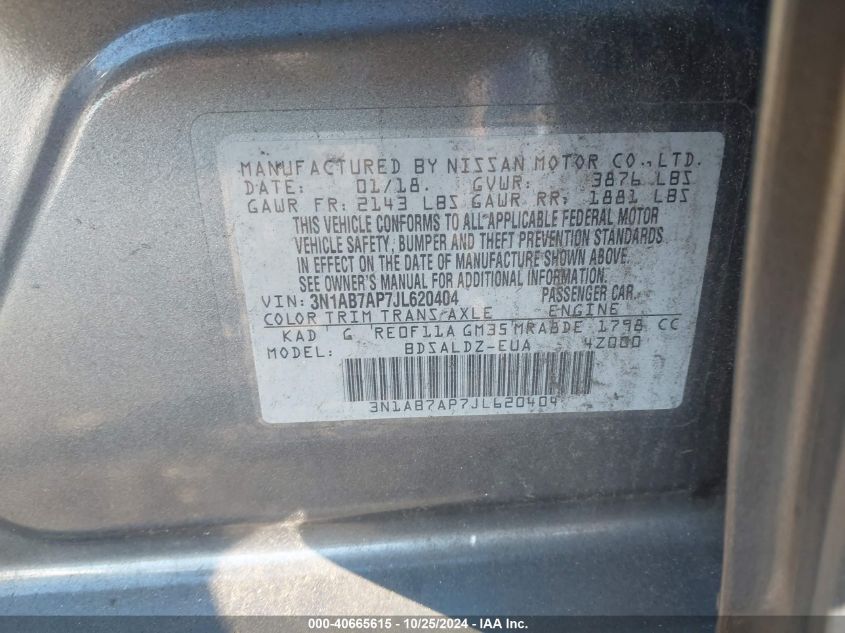 MANUFACTURED BY NISSAN MOTOR CO., LTD.
DATE: 01/18. GVWR: 3876 LBS
GAWR FR: 2143 LBS GAWR RR: 1881 LBS
THIS VEHICLE CONFORMS TO ALL APPLICABLE FEDERAL MOTOR
VEHICLE SAFETY, BUMPER AND THEFT PREVENTION STANDARDS
IN EFFECT ON THE DATE OF MANUFACTURE SHOWN ABOVE.
SEE OWNER'S MANUAL FOR ADDITIONAL INFORMATION.
VIN: 3N1AB7AP7JL620404 PASSENGER CAR
COLOR TRIM TRANS/AXLE ENGINE
KAD G RE0F11A GM35 MRA8DE 1798 CC
MODEL: BDSALDZ-EUA 4Z000
3N1AB7AP7JL620404
000-40665615 - 10/25/2024 - IAA Inc.